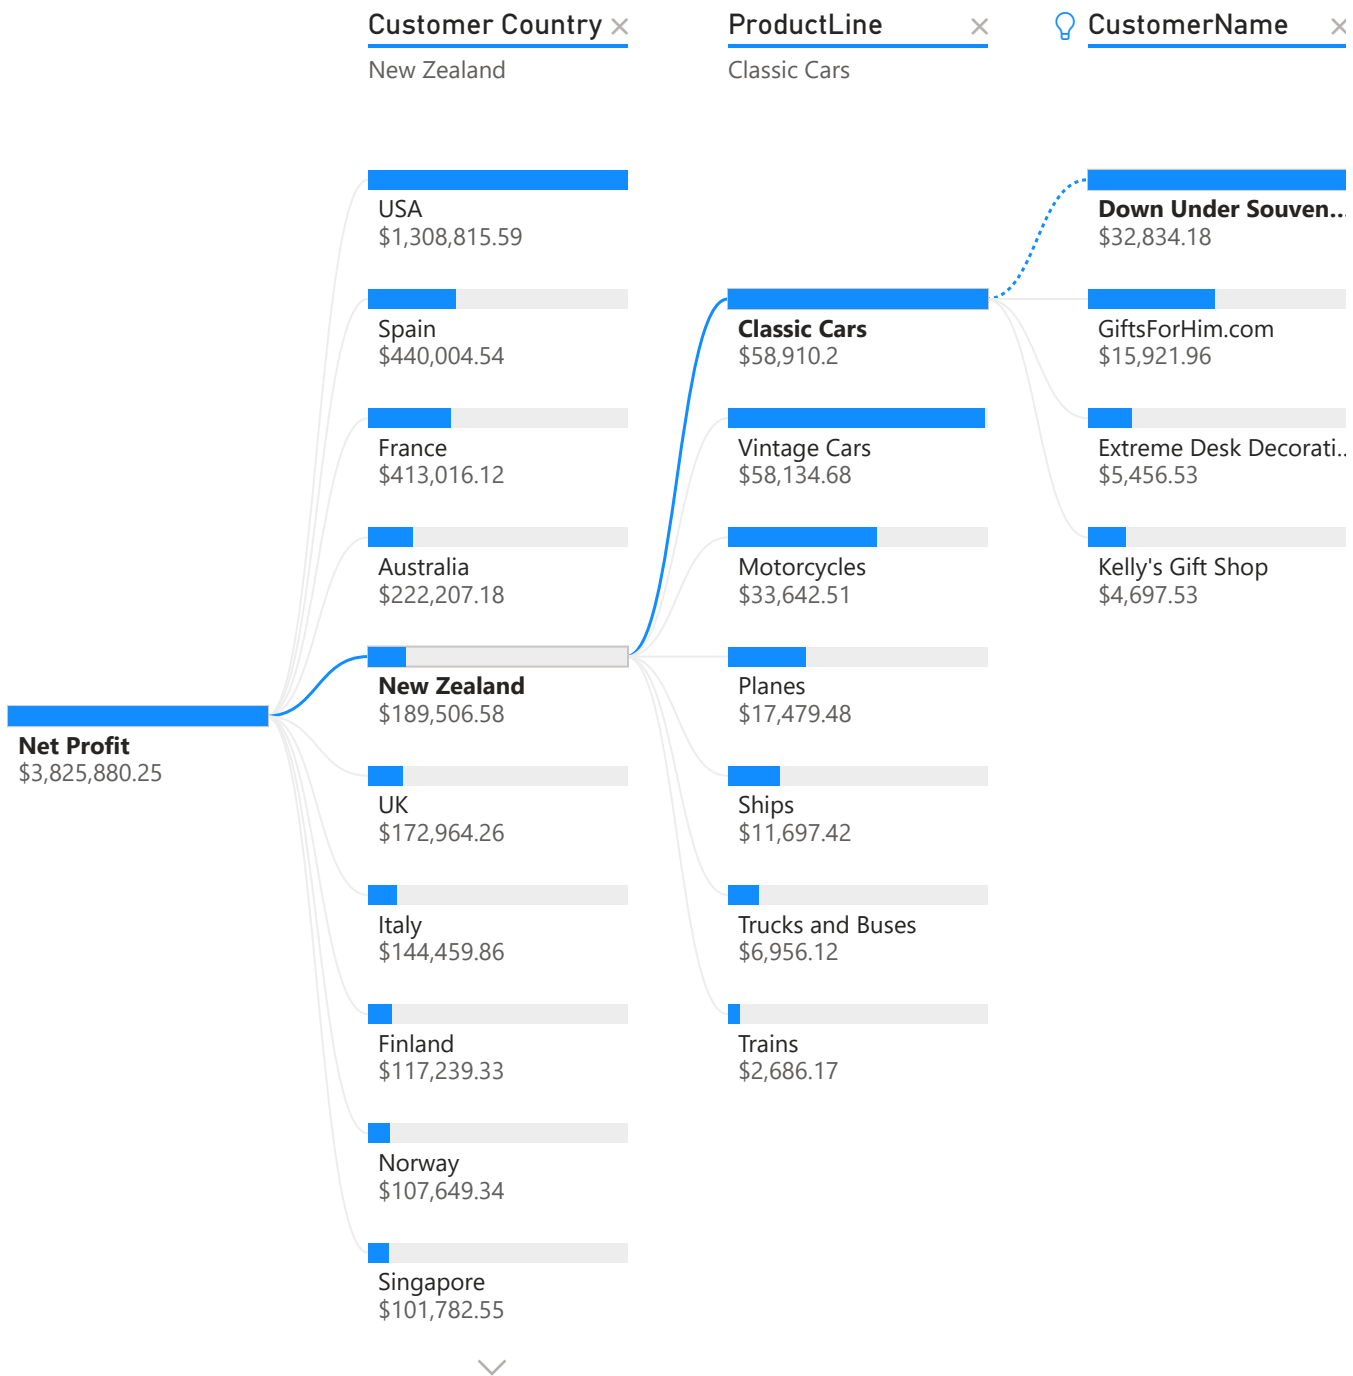 Customer Country
New Zealand
ProductLine
Classic Cars
CustomerName
Net Profit
$3,825,880.25
USA
$1,308,815.59
Spain
$440,004.54
France
$413,016.12
Australia
$222,207.18
New Zealand
$189,506.58
UK
$172,964.26
Italy
$144,459.86
Finland
$117,239.33
Norway
$107,649.34
Singapore
$101,782.55
Classic Cars
$58,910.2
Vintage Cars
$58,134.68
Motorcycles
$33,642.51
Planes
$17,479.48
Ships
$11,697.42
Trucks and Buses
$6,956.12
Trains
$2,686.17
Down Under Souven...
$32,834.18
GiftsForHim.com
$15,921.96
Extreme Desk Decorati...
$5,456.53
Kelly's Gift Shop
$4,697.53